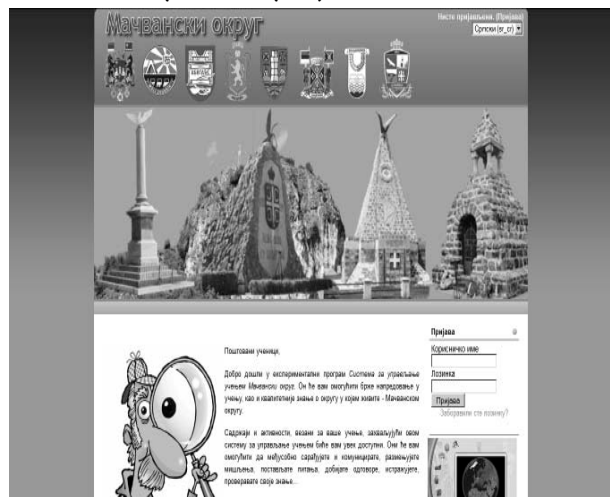 Мачвански округ
Нисте пријављени. (Пријава)
Српски (sr_cr)
Пријава
Корисничко име
Лозинка
Пријава
Заборавили сте лозинку?
Поштовани ученици,
Добро дошли у експериментални програм Система за управљање
учењем Мачвански округ. Он ће вам омогућити брже напредовање у
учењу, као и квалитетније знање о округу у којем живите - Мачванском
округу.
Садржаји и активности, везани за ваше учење, захваљујући овом
систему за управљање учењем биће вам увек доступни. Они ће вам
омогућити да међусобно сарађујете и комуницирате, размењујете
мишљења, постављате питања, добијате одговоре, истражујете,
проверавате своје знање...